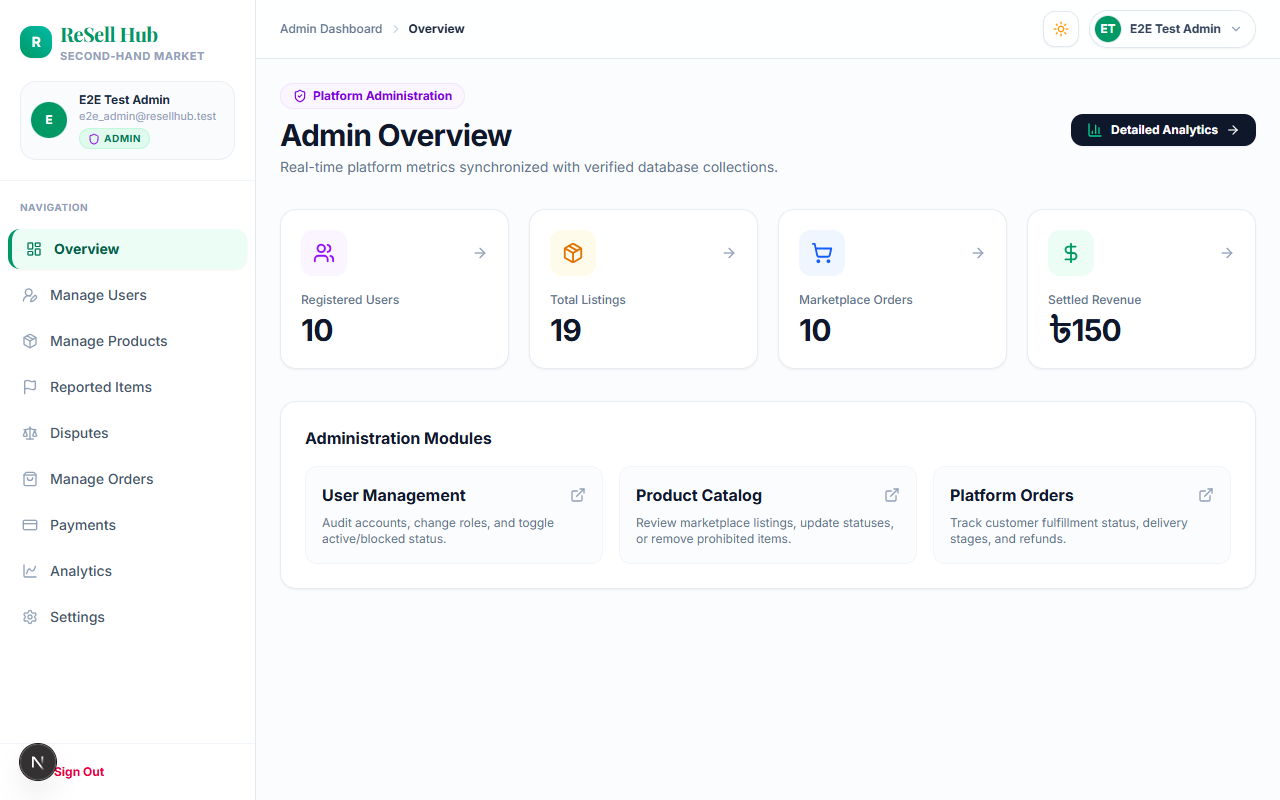 R
ReSell Hub
SECOND-HAND MARKET
E
E2E Test Admin
e2e_admin@resellhub.test
ADMIN
NAVIGATION
Overview
Manage Users
Manage Products
Reported Items
Disputes
Manage Orders
Payments
Analytics
Settings
N
Sign Out
Admin Dashboard
Overview
ET
E2E Test Admin
Platform Administration
Admin Overview
Real-time platform metrics synchronized with verified database collections.
Detailed Analytics
Registered Users
10
Total Listings
19
Marketplace Orders
10
Settled Revenue
৳150
Administration Modules
User Management
Audit accounts, change roles, and toggle
active/blocked status.
Product Catalog
Review marketplace listings, update statuses,
or remove prohibited items.
Platform Orders
Track customer fulfillment status, delivery
stages, and refunds.